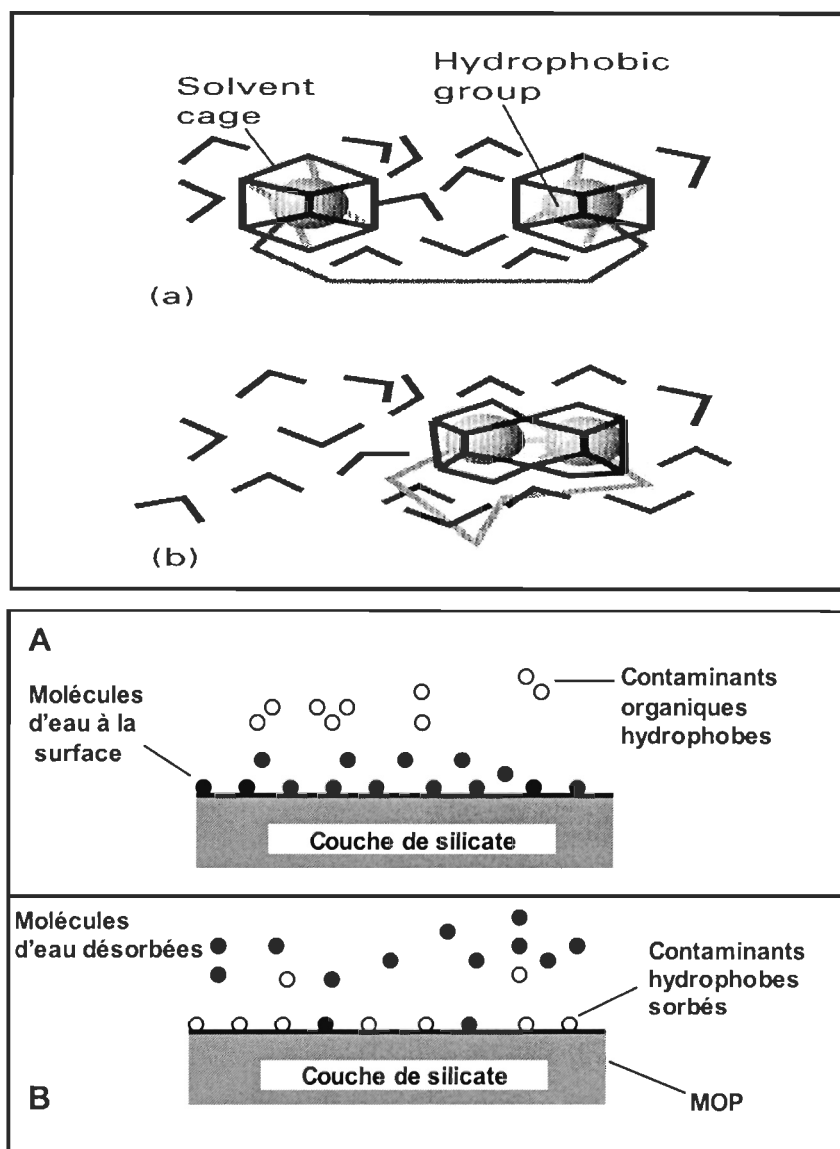 Solvent
cage
Hydrophobic
group
(a)
(b)
A
Molécules
d'eau à la
surface
Contaminants
organiques
hydrophobes
Couche de silicate
Molécules
d'eau désorbées
Contaminants
hydrophobes
sorbés
Couche de silicate
B
MOP